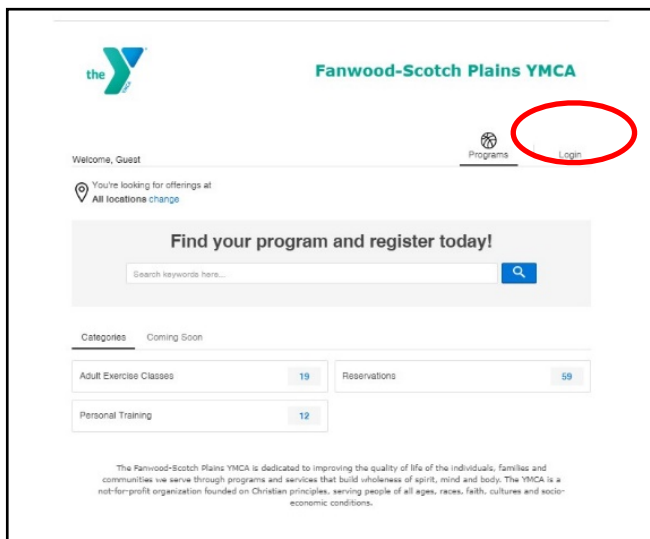 the
YMCA
Fanwood-Scotch Plains YMCA
Welcome, Guest
Programs
Login
You're looking for offerings at
All locations change
Find your program and register today!
Search keywords here...
Categories Coming Soon
Adult Exercise Classes 19
Reservations 59
Personal Training 12
The Fanwood-Scotch Plains YMCA is dedicated to improving the quality of life of the individuals, families and
communities we serve through programs and services that build wholeness of spirit, mind and body. The YMCA is a
not-for-profit organization founded on Christian principles, serving people of all ages, races, faith, cultures and socio-
economic conditions.